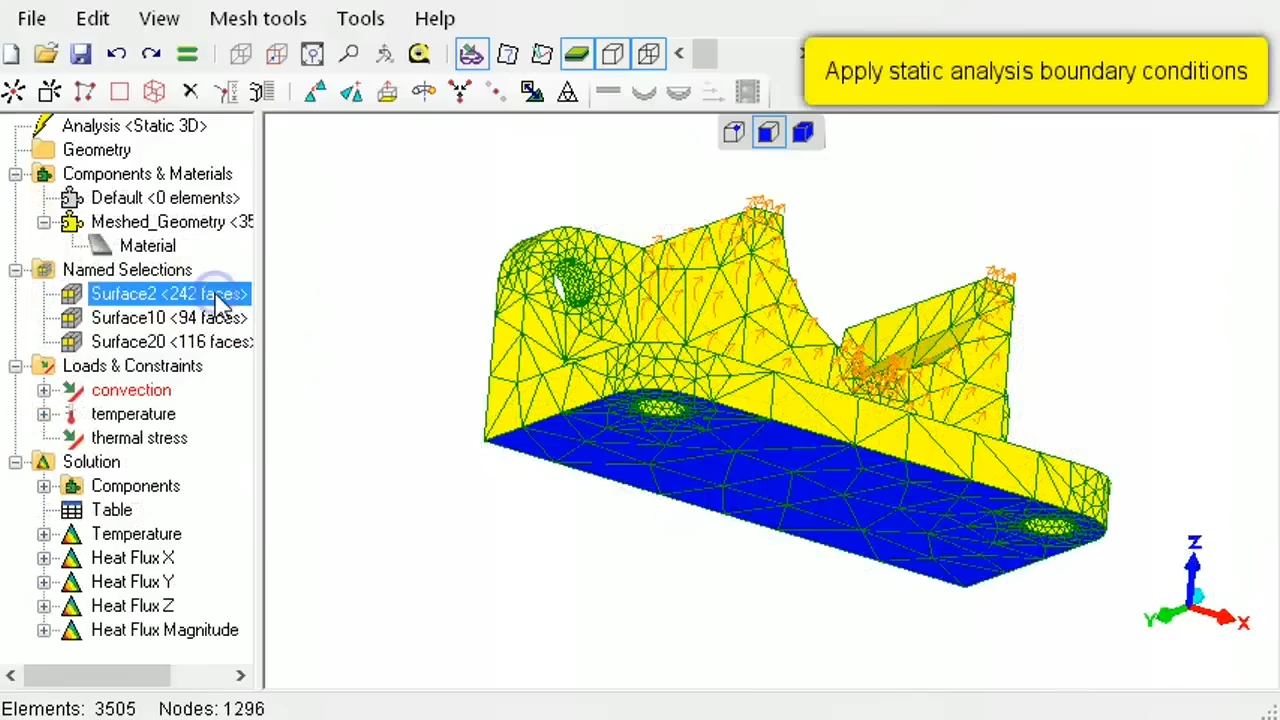 File Edit View Mesh tools Tools Help
Apply static analysis boundary conditions
Analysis <Static 3D>
Geometry
Components & Materials
Default <0 elements>
Meshed_Geometry <35
Material
Named Selections
Surface2 <242 faces>
Surface10 <94 faces>
Surface20 <116 faces>
Loads & Constraints
convection
temperature
thermal stress
Solution
Components
Table
Temperature
Heat Flux X
Heat Flux Y
Heat Flux Z
Heat Flux Magnitude
Z
Y
X
Elements: 3505 Nodes: 1296